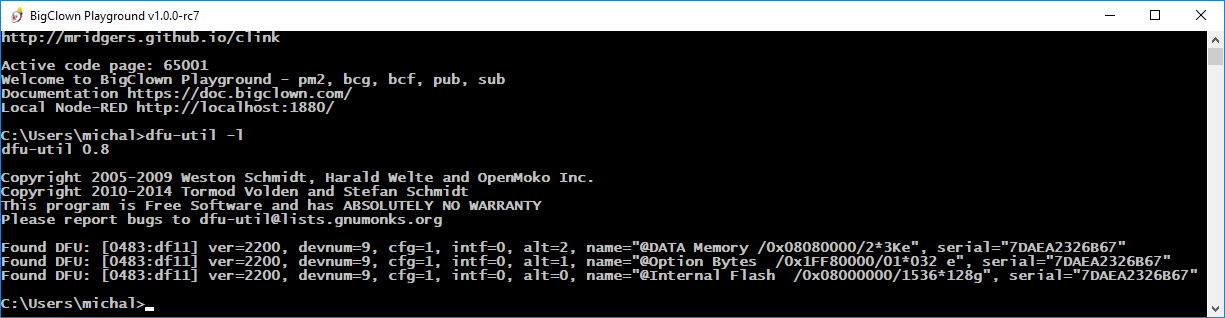 BigClown Playground v1.0.0-rc7
http://mridgers.github.io/clink
Active code page: 65001
Welcome to BigClown Playground - pm2, bcg, bcf, pub, sub
Documentation https://doc.bigclown.com/
Local Node-RED http://localhost:1880/
C:\Users\michal>dfu-util -l
dfu-util 0.8
Copyright 2005-2009 Weston Schmidt, Harald Welte and OpenMoko Inc.
Copyright 2010-2014 Tormod Volden and Stefan Schmidt
This program is Free Software and has ABSOLUTELY NO WARRANTY
Please report bugs to dfu-util@lists.gnumonks.org
Found DFU: [0483:df11] ver=2200, devnum=9, cfg=1, intf=0, alt=2, name="@DATA Memory /0x08080000/2*3Ke", serial="7DAEA2326B67"
Found DFU: [0483:df11] ver=2200, devnum=9, cfg=1, intf=0, alt=1, name="@Option Bytes  /0x1FF80000/01*032 e", serial="7DAEA2326B67"
Found DFU: [0483:df11] ver=2200, devnum=9, cfg=1, intf=0, alt=0, name="@Internal Flash  /0x08000000/1536*128g", serial="7DAEA2326B67"
C:\Users\michal>